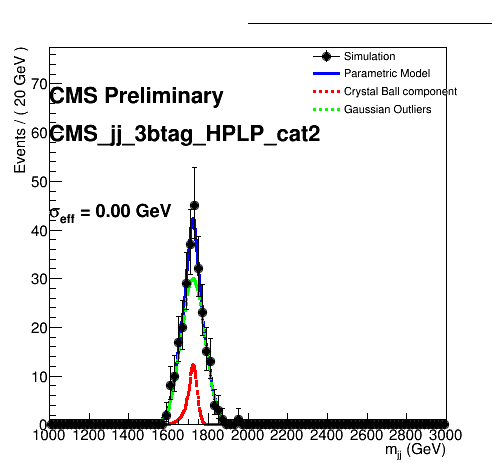 Simulation
Parametric Model
Crystal Ball component
Gaussian Outliers
CMS Preliminary
CMS_jj_3btag_HPLP_cat2
σeff = 0.00 GeV
Events / ( 20 GeV )
70
60
50
40
30
20
10
0
1000 1200 1400 1600 1800 2000 2200 2400 2600 2800 3000
mjj (GeV)